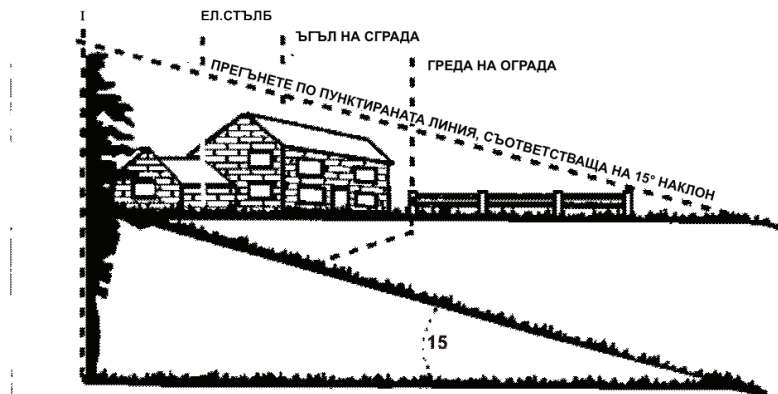 I
ЕЛ.СТЪЛБ
ЪГЪЛ НА СГРАДА
ГРЕДА НА ОГРАДА
ПРЕГЪНЕТЕ ПО ПУНКТИРАНАТА ЛИНИЯ, СЪОТВЕТСТВАЩА НА 15° НАКЛОН
15